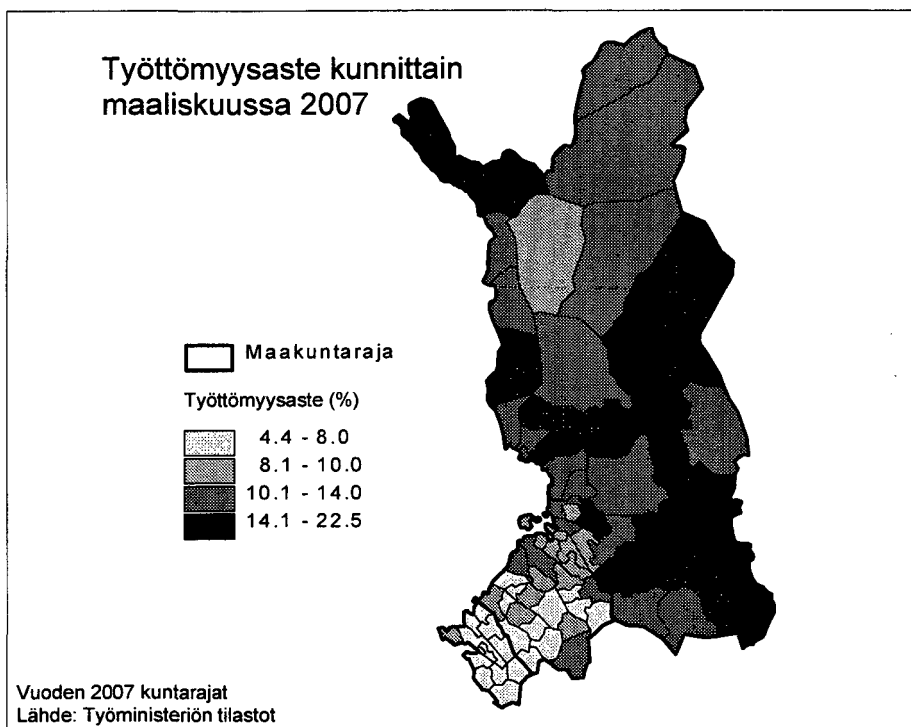 Työttömyysaste kunnittain
maaliskuussa 2007
Maakuntaraja
Työttömyysaste (%)
4.4 - 8.0
8.1 - 10.0
10.1 - 14.0
14.1 - 22.5
Vuoden 2007 kuntarajat
Lähde: Työministeriön tilastot